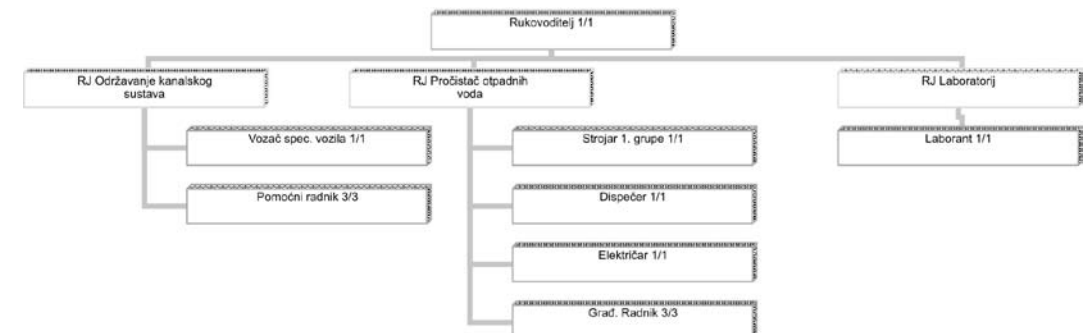 Rukovoditelj 1/1
RJ Održavanje kanalskog
sustava
RJ Pročistač otpadnih
voda
RJ Laboratorij
Vozač spec. vozila 1/1
Strojar 1. grupe 1/1
Laborant 1/1
Pomoćni radnik 3/3
Dispečer 1/1
Električar 1/1
Građ. Radnik 3/3